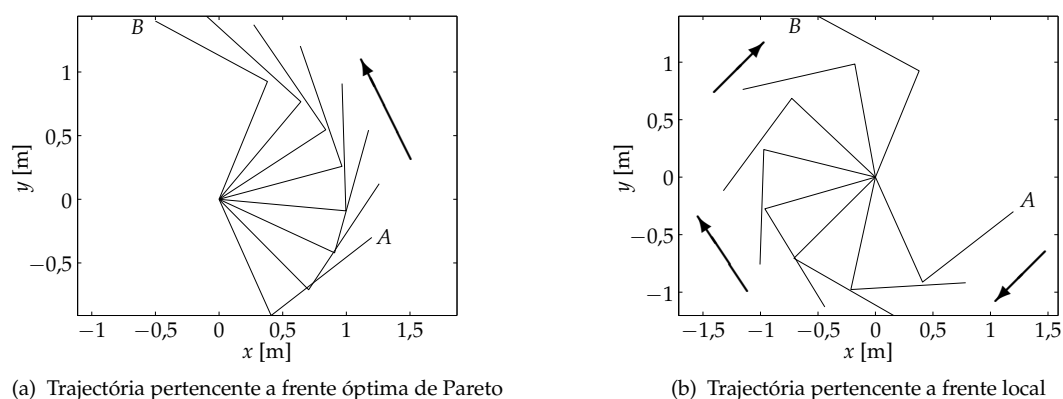 B
A
1
0,5
0
−0,5
−1
−0,5
0
0,5
1
1,5
y [m]
x [m]
(a) Trajectória pertencente a frente óptima de Pareto
B
A
1
0,5
0
−0,5
−1
−1,5
−1
−0,5
0
0,5
1
1,5
y [m]
x [m]
(b) Trajectória pertencente a frente local